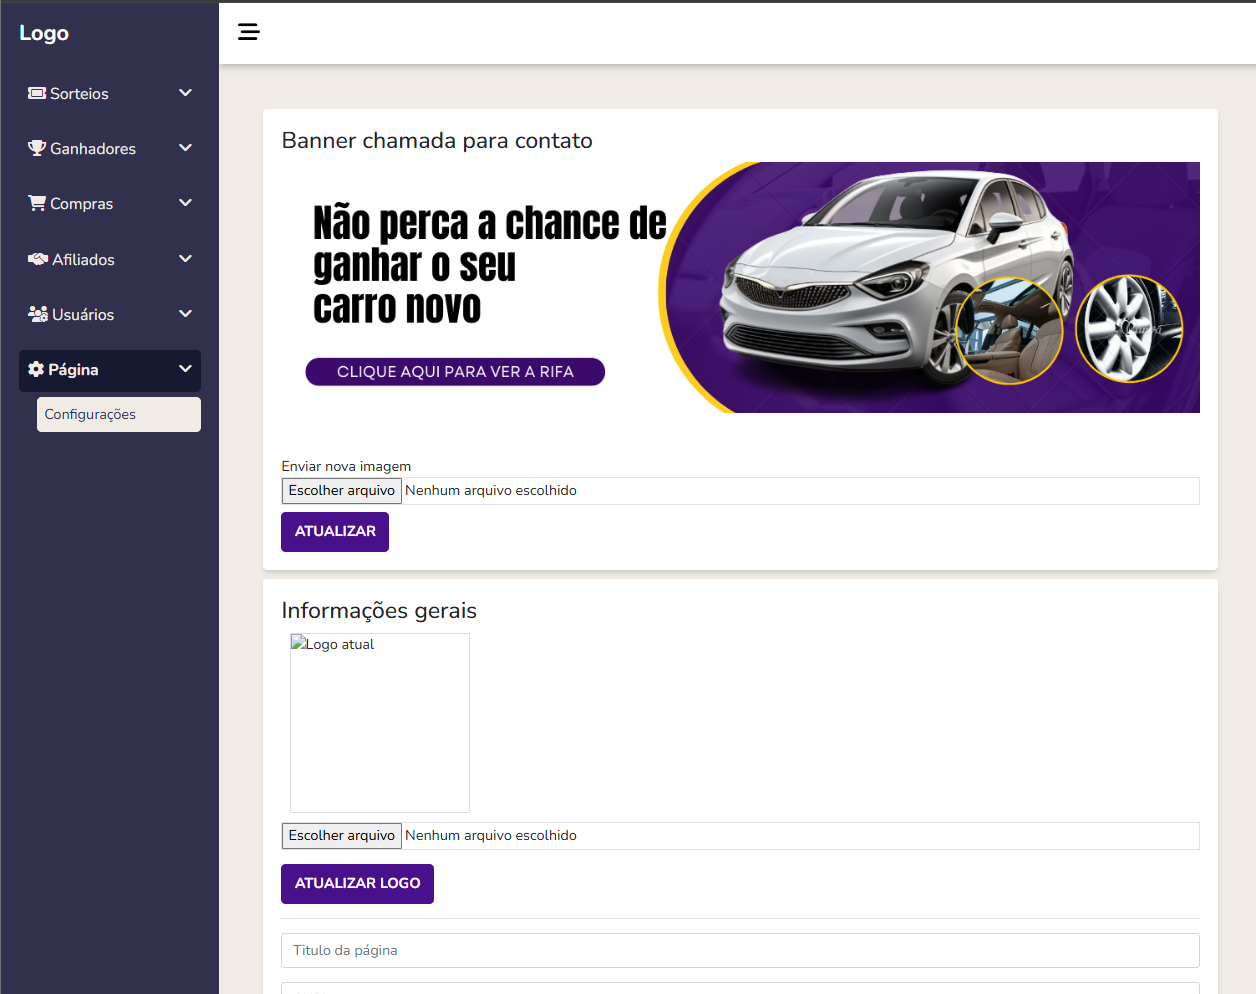 Logo
Sorteios
Ganhadores
Compras
Afiliados
Usuários
Página
Configurações
Banner chamada para contato
Não perca a chance de
ganhar o seu
carro novo
CLIQUE AQUI PARA VER A RIFA
Enviar nova imagem
Escolher arquivo Nenhum arquivo escolhido
ATUALIZAR
Informações gerais
Logo atual
Escolher arquivo Nenhum arquivo escolhido
ATUALIZAR LOGO
Titulo da página